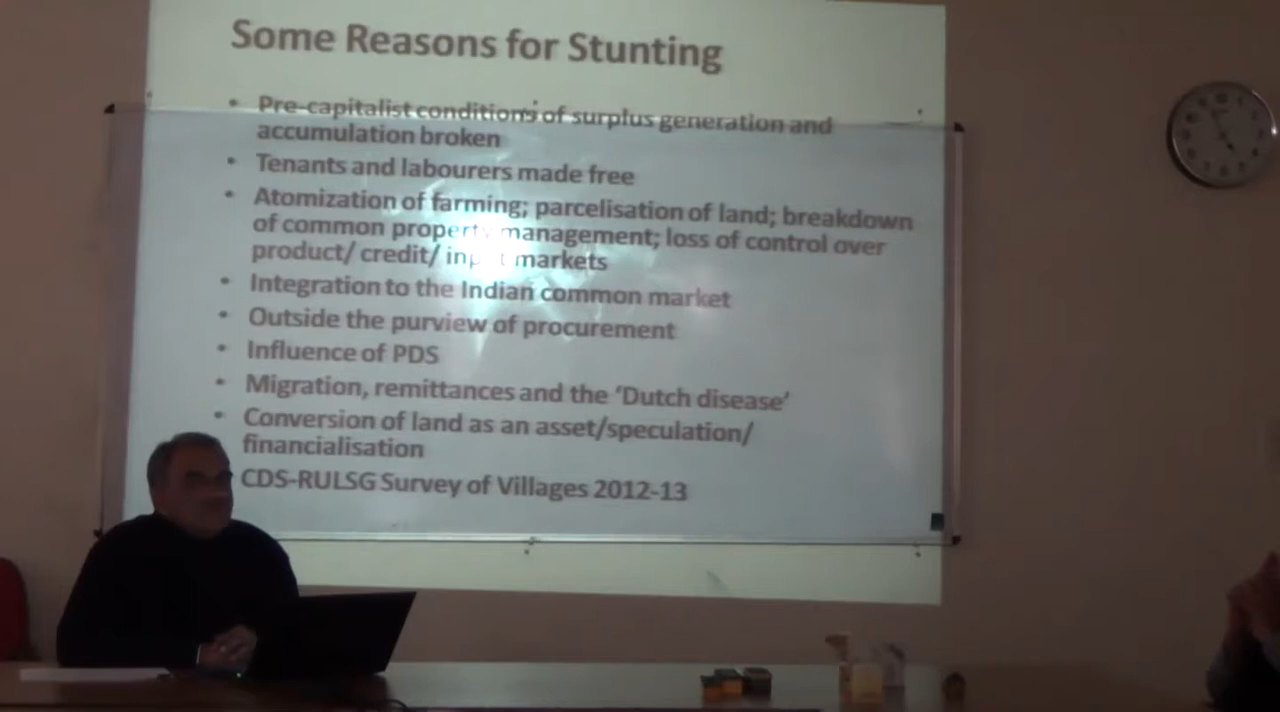 Some Reasons for Stunting
• Pre-capitalist conditions of surplus generation and
accumulation broken
• Tenants and labourers made free
• Atomization of farming; parcelisation of land; breakdown
of common property management; loss of control over
product/ credit/ input markets
• Integration to the Indian common market
• Outside the purview of procurement
• Influence of PDS
• Migration, remittances and the ‘Dutch disease’
• Conversion of land as an asset/speculation/
financialisation
CDS-RULSG Survey of Villages 2012-13